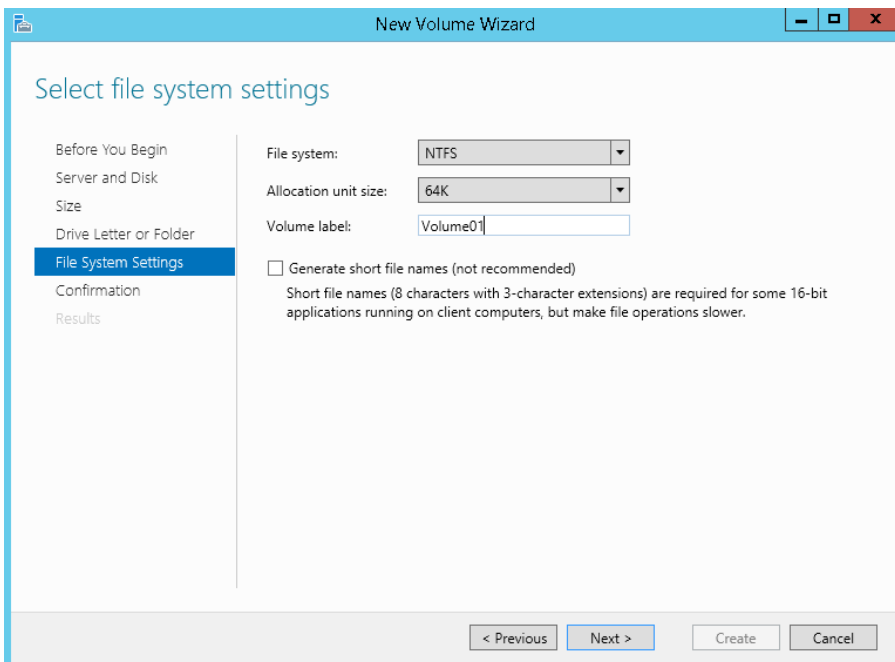 New Volume Wizard
Select file system settings
Before You Begin
Server and Disk
Size
Drive Letter or Folder
File System Settings
Confirmation
Results
File system:
NTFS
Allocation unit size:
64K
Volume label:
Volume01
Generate short file names (not recommended)
Short file names (8 characters with 3-character extensions) are required for some 16-bit
applications running on client computers, but make file operations slower.
< Previous
Next >
Create
Cancel